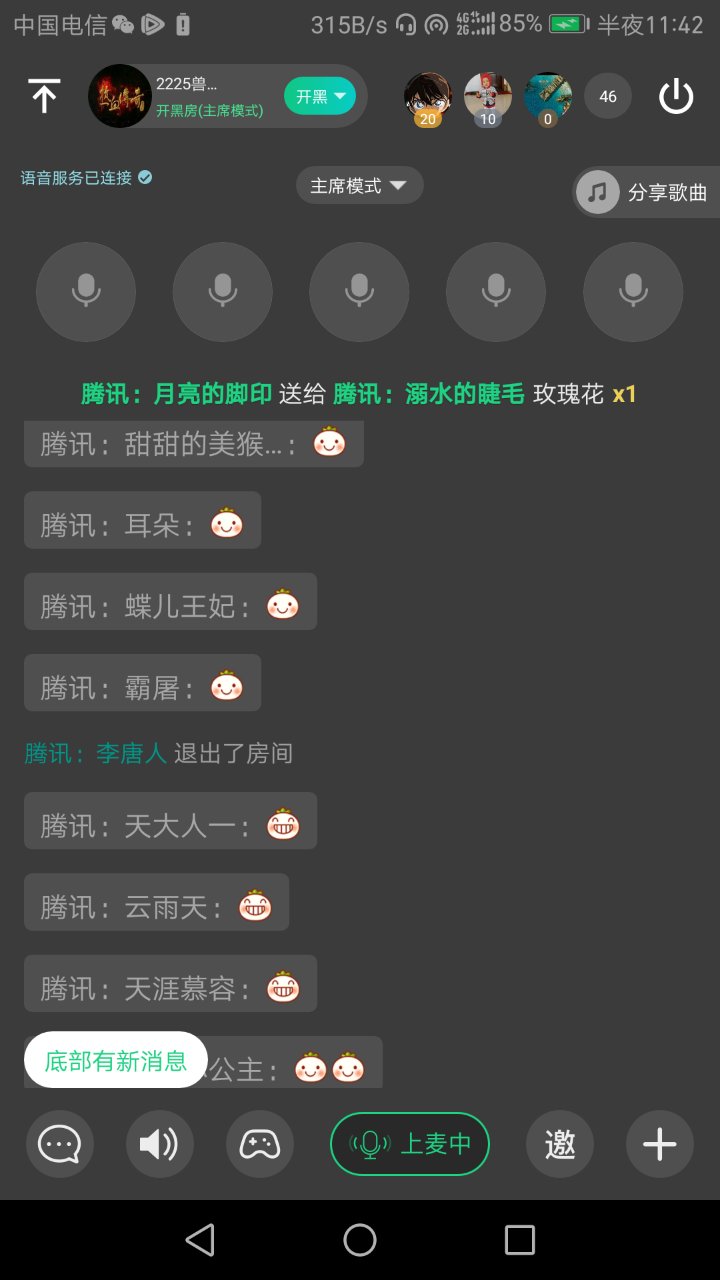 中国电信 315B/s 4G 2G 85% 半夜11:42
2225兽...
开黑房(主席模式)
开黑
20 10 0 46
语音服务已连接
主席模式
分享歌曲
腾讯：月亮的脚印 送给 腾讯：溺水的睫毛 玫瑰花 x1
腾讯：甜甜的美猴...：
腾讯：耳朵：
腾讯：蝶儿王妃：
腾讯：霸屠：
腾讯：李唐人 退出了房间
腾讯：天大人一：
腾讯：云雨天：
腾讯：天涯慕容：
底部有新消息
公主：
上麦中
邀